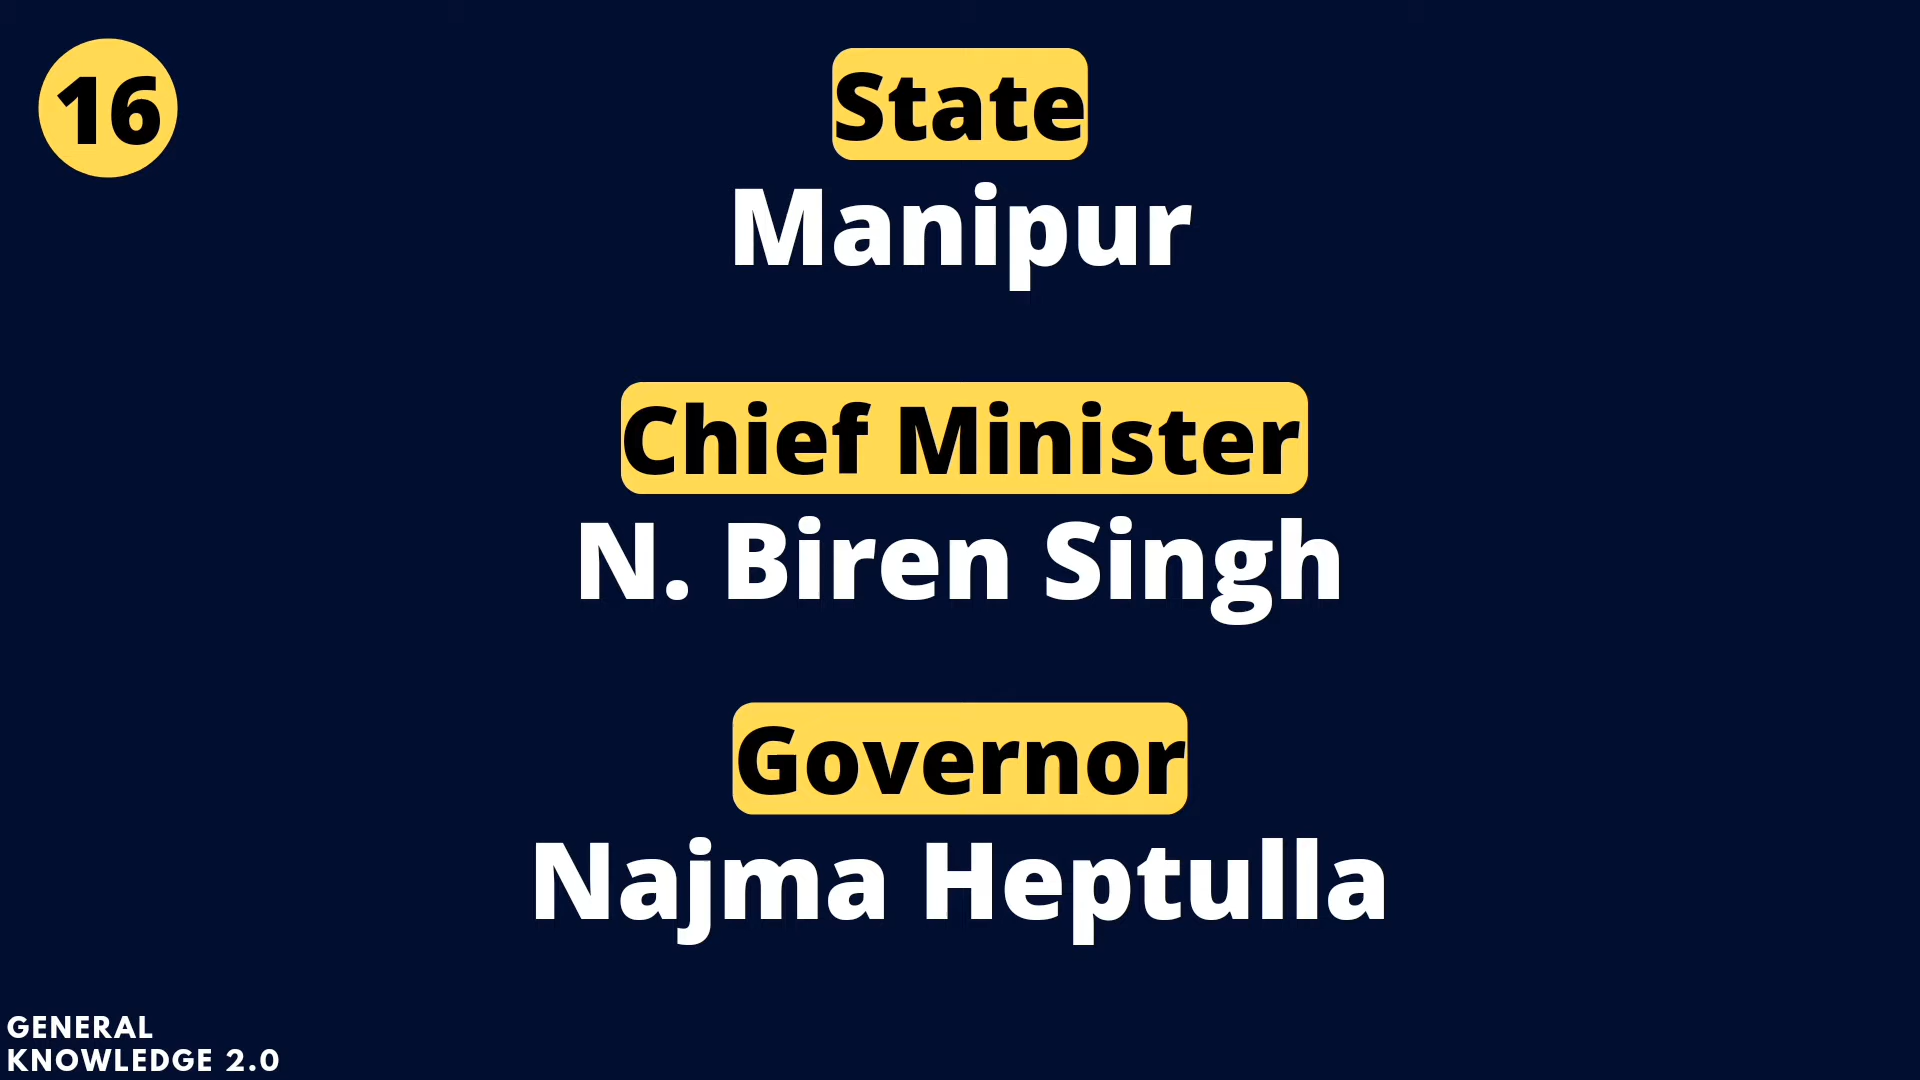 16
State
Manipur
Chief Minister
N. Biren Singh
Governor
Najma Heptulla
GENERAL
KNOWLEDGE 2.0